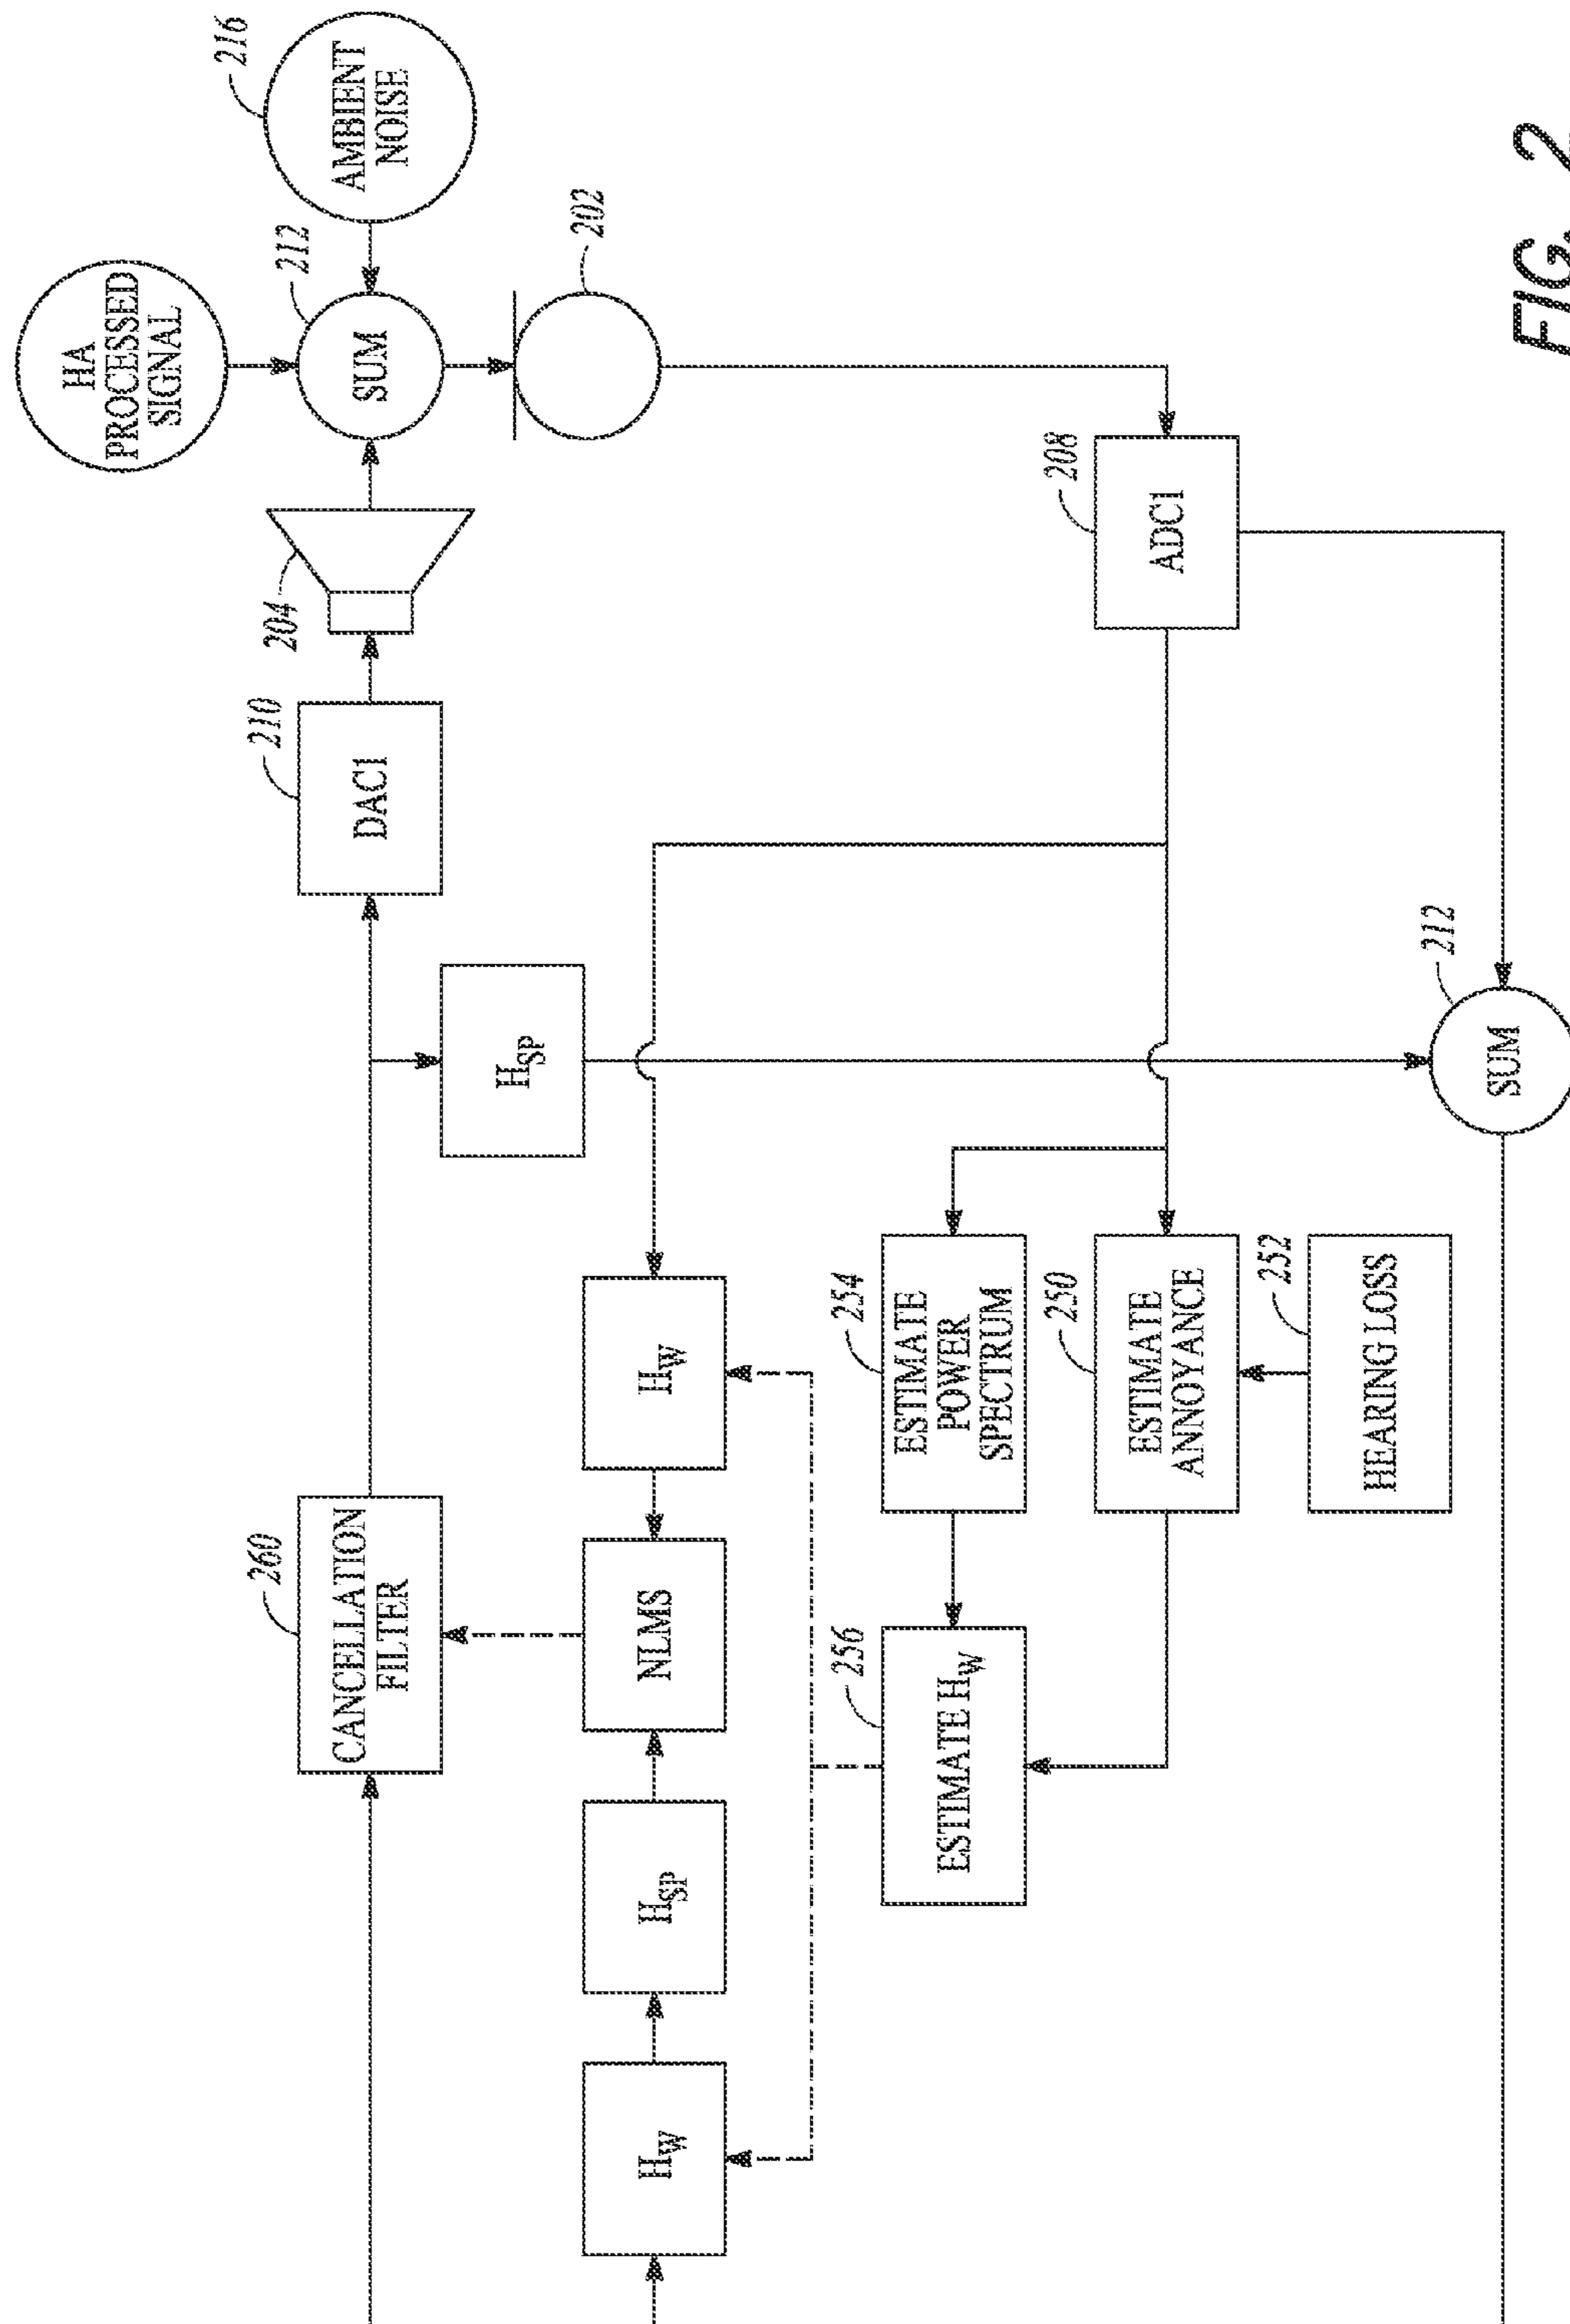 216
AMBIENT
NOISE
HA
PROCESSED
SIGNAL
212
SUM
202
204
210
DAC1
208
ADC1
HSP
212
SUM
260
CANCELLATION
FILTER
HW
NLMS
HSP
HW
254
ESTIMATE
POWER
SPECTRUM
250
ESTIMATE
ANNOYANCE
252
HEARING LOSS
256
ESTIMATE HW
FIG. 2